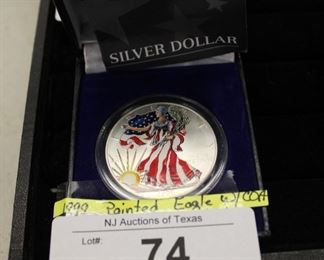 SILVER DOLLAR
1999 Painted Eagle w/COA
NJ Auctions of Texas
Lot#:
74